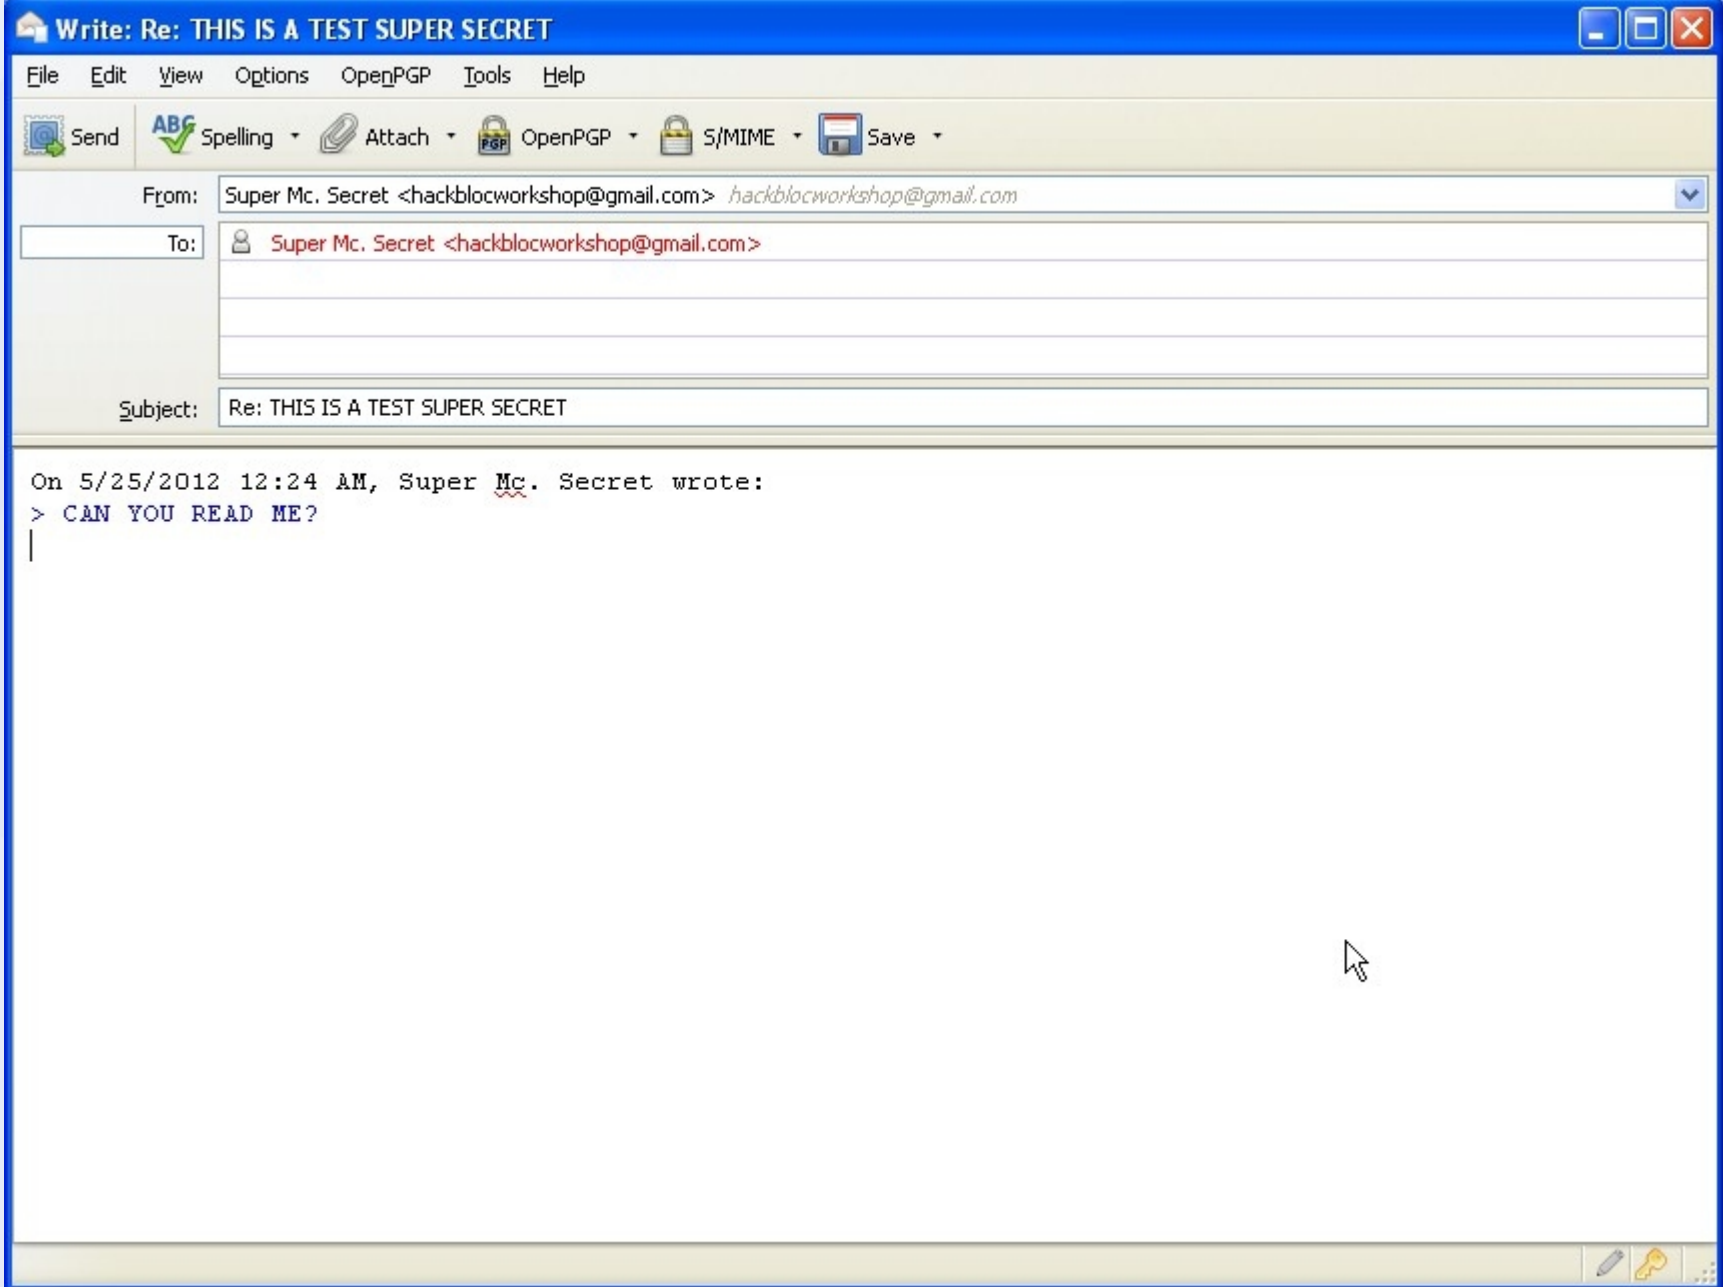 Write: Re: THIS IS A TEST SUPER SECRET
File Edit View Options OpenPGP Tools Help
Send ABC Spelling Attach PGP OpenPGP S/MIME Save
From: Super Mc. Secret <hackblocworkshop@gmail.com> hackblocworkshop@gmail.com
To: Super Mc. Secret <hackblocworkshop@gmail.com>
Subject: Re: THIS IS A TEST SUPER SECRET
On 5/25/2012 12:24 AM, Super Mc. Secret wrote:
> CAN YOU READ ME?